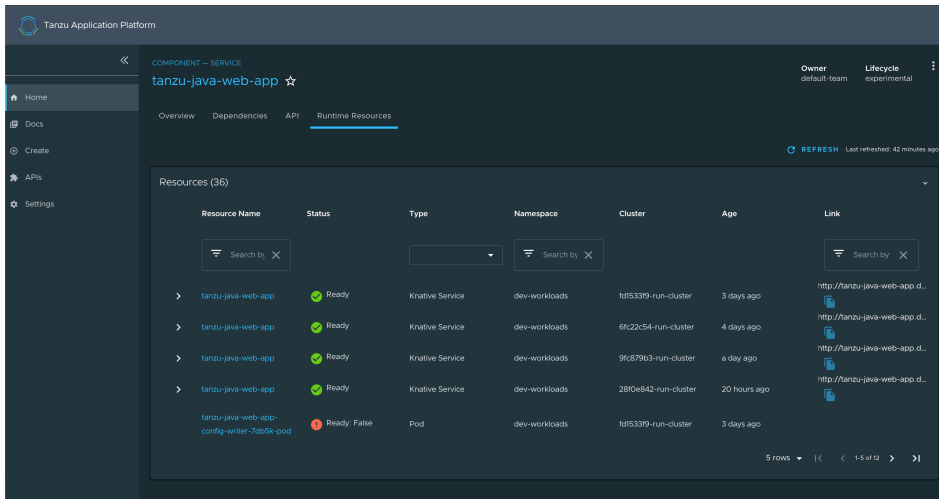 Tanzu Application Platform
COMPONENT — SERVICE
tanzu-java-web-app
Owner
default-team
Lifecycle
experimental
Home
Docs
Create
APIs
Settings
Overview Dependencies API Runtime Resources
REFRESH Last refreshed: 42 minutes ago
Resources (36)
Resource Name Status Type Namespace Cluster Age Link
Search by Search by Search by
http://tanzu-java-web-app.d...
tanzu-java-web-app Ready Knative Service dev-workloads fd1533f9-run-cluster 3 days ago
http://tanzu-java-web-app.d...
tanzu-java-web-app Ready Knative Service dev-workloads 6fc22c54-run-cluster 4 days ago
http://tanzu-java-web-app.d...
tanzu-java-web-app Ready Knative Service dev-workloads 9fc879b3-run-cluster a day ago
http://tanzu-java-web-app.d...
tanzu-java-web-app Ready Knative Service dev-workloads 28f0e842-run-cluster 20 hours ago
tanzu-java-web-app-
config-writer-7db5k-pod Ready: False Pod dev-workloads fd1533f9-run-cluster 3 days ago
5 rows 1-5 of 12